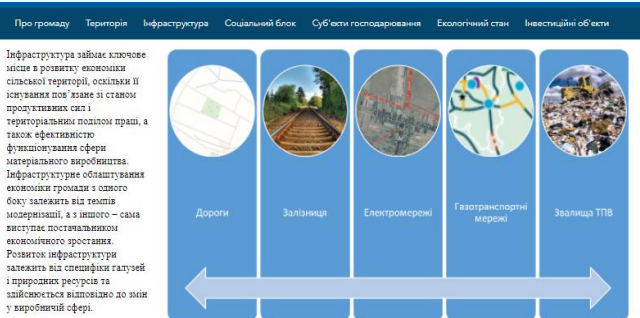 Про громаду Територія Інфраструктура Соціальний блок Суб'єкти господарювання Екологічний стан Інвестиційні об'єкти
Інфраструктура займає ключове
місце в розвитку економіки
сільської території, оскільки її
існування пов’язане зі станом
продуктивних сил і
територіальним поділом праці, а
також ефективністю
функціонування сфери
матеріального виробництва.
Інфраструктурне облаштування
економіки громади з одного
боку залежить від темпів
модернізації, а з іншого – сама
виступає постачальником
економічного зростання.
Розвиток інфраструктури
залежить від специфіки галузей
і природних ресурсів та
здійснюється відповідно до змін
у виробничій сфері.
Дороги
Залізниця
Електромережі
Газотранспортні
мережі
Звалища ТПВ